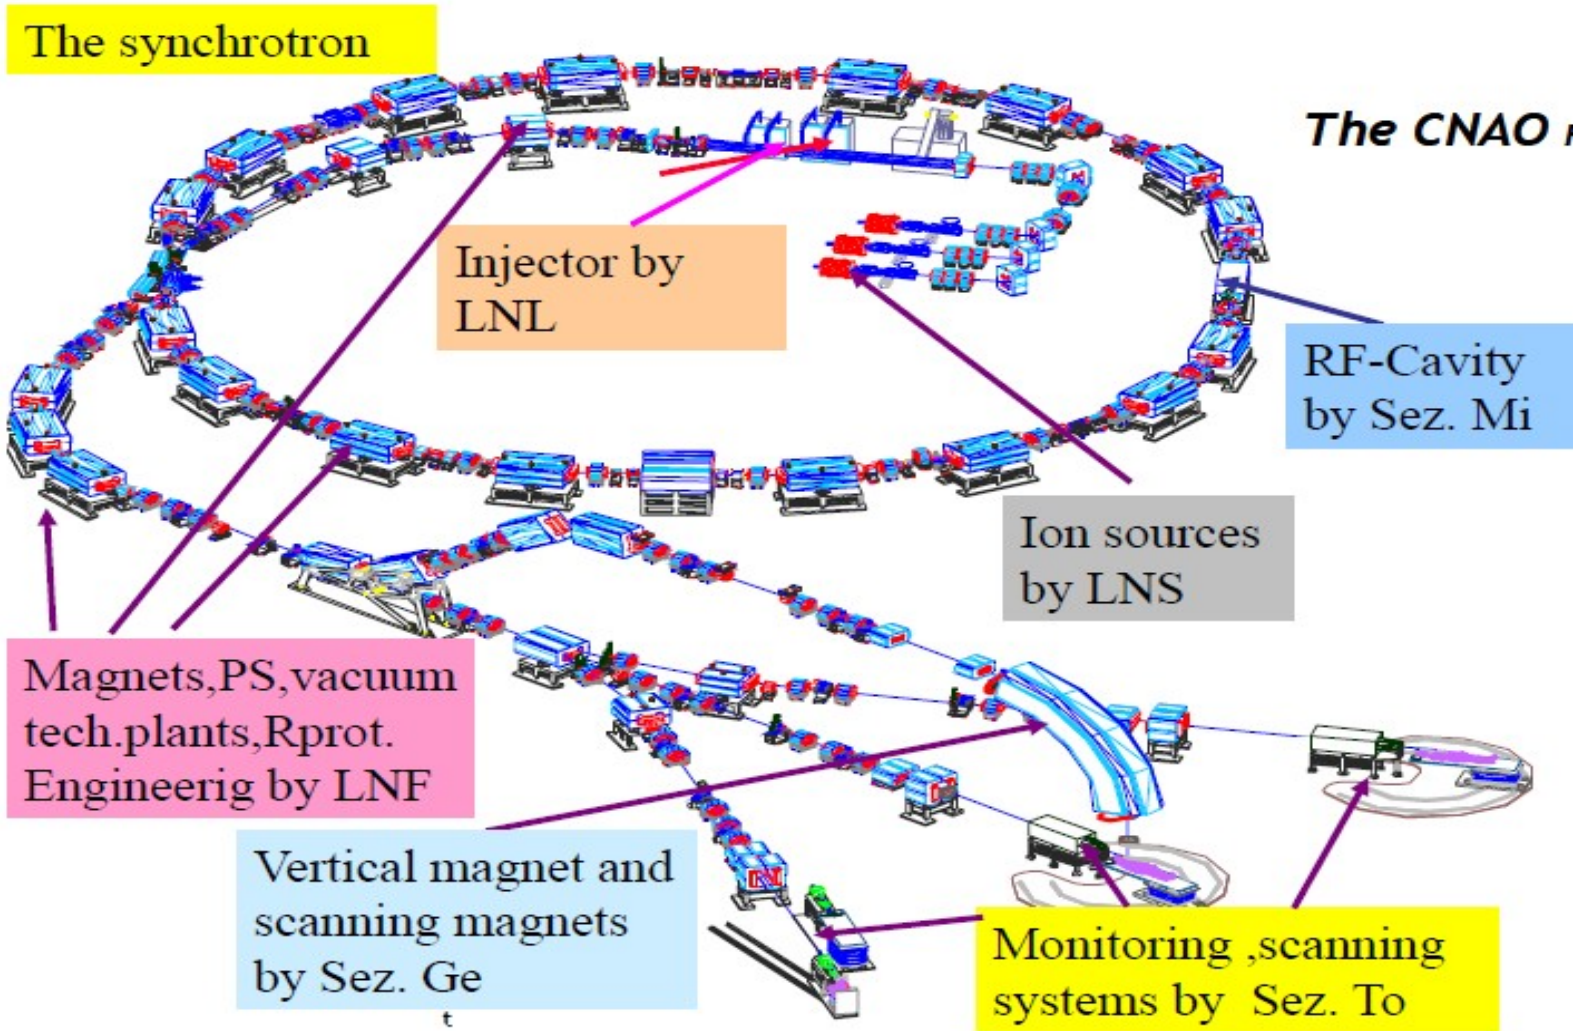 The synchrotron
The CNAO
Injector by
LNL
RF-Cavity
by Sez. Mi
Ion sources
by LNS
Magnets,PS,vacuum
tech.plants,Rprot.
Engineerig by LNF
Vertical magnet and
scanning magnets
by Sez. Ge
t
Monitoring ,scanning
systems by Sez. To